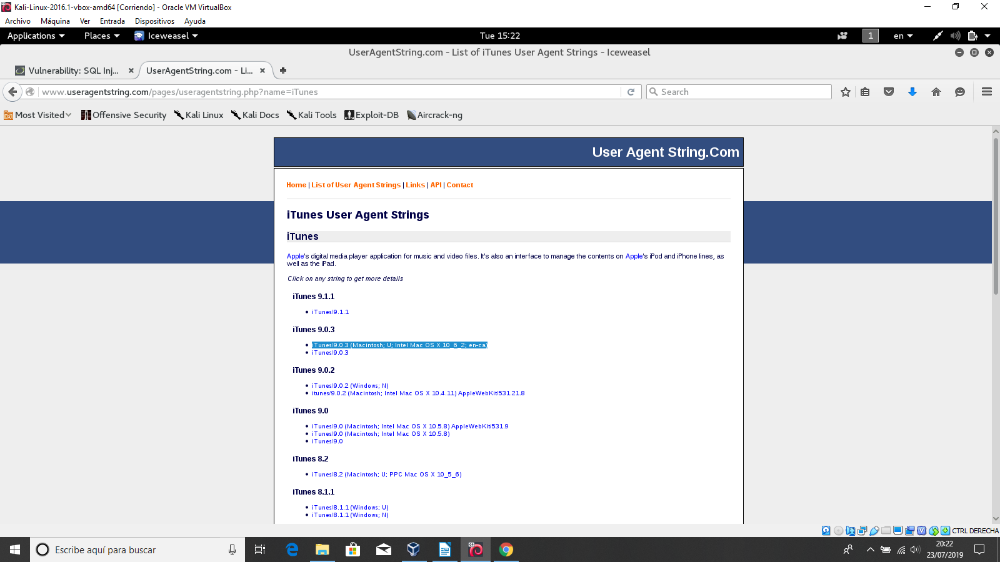 Kali-Linux-2016.1-vbox-amd64 [Corriendo] - Oracle VM VirtualBox
Archivo Máquina Ver Entrada Dispositivos Ayuda
Applications Places Iceweasel Tue 15:22 1 en
UserAgentString.com - List of iTunes User Agent Strings - Iceweasel
Vulnerability: SQL Inj... UserAgentString.com - Li...
www.useragentstring.com/pages/useragentstring.php?name=iTunes Search
Most Visited Offensive Security Kali Linux Kali Docs Kali Tools Exploit-DB Aircrack-ng
User Agent String.Com
Home | List of User Agent Strings | Links | API | Contact
iTunes User Agent Strings
iTunes
Apple's digital media player application for music and video files. It's also an interface to manage the contents on Apple's iPod and iPhone lines, as
well as the iPad.
Click on any string to get more details
iTunes 9.1.1
iTunes/9.1.1
iTunes 9.0.3
iTunes/9.0.3 (Macintosh; U; Intel Mac OS X 10_6_2; en-ca)
iTunes/9.0.3
iTunes 9.0.2
iTunes/9.0.2 (Windows; N)
itunes/9.0.2 (Macintosh; Intel Mac OS X 10.4.11) AppleWebKit/531.21.8
iTunes 9.0
iTunes/9.0 (Macintosh; Intel Mac OS X 10.5.8) AppleWebKit/531.9
iTunes/9.0 (Macintosh; Intel Mac OS X 10.5.8)
iTunes/9.0
iTunes 8.2
iTunes/8.2 (Macintosh; U; PPC Mac OS X 10_5_6)
iTunes 8.1.1
iTunes/8.1.1 (Windows; U)
iTunes/8.1.1 (Windows; N)
CTRL DERECHA
Escribe aquí para buscar
20:22
23/07/2019